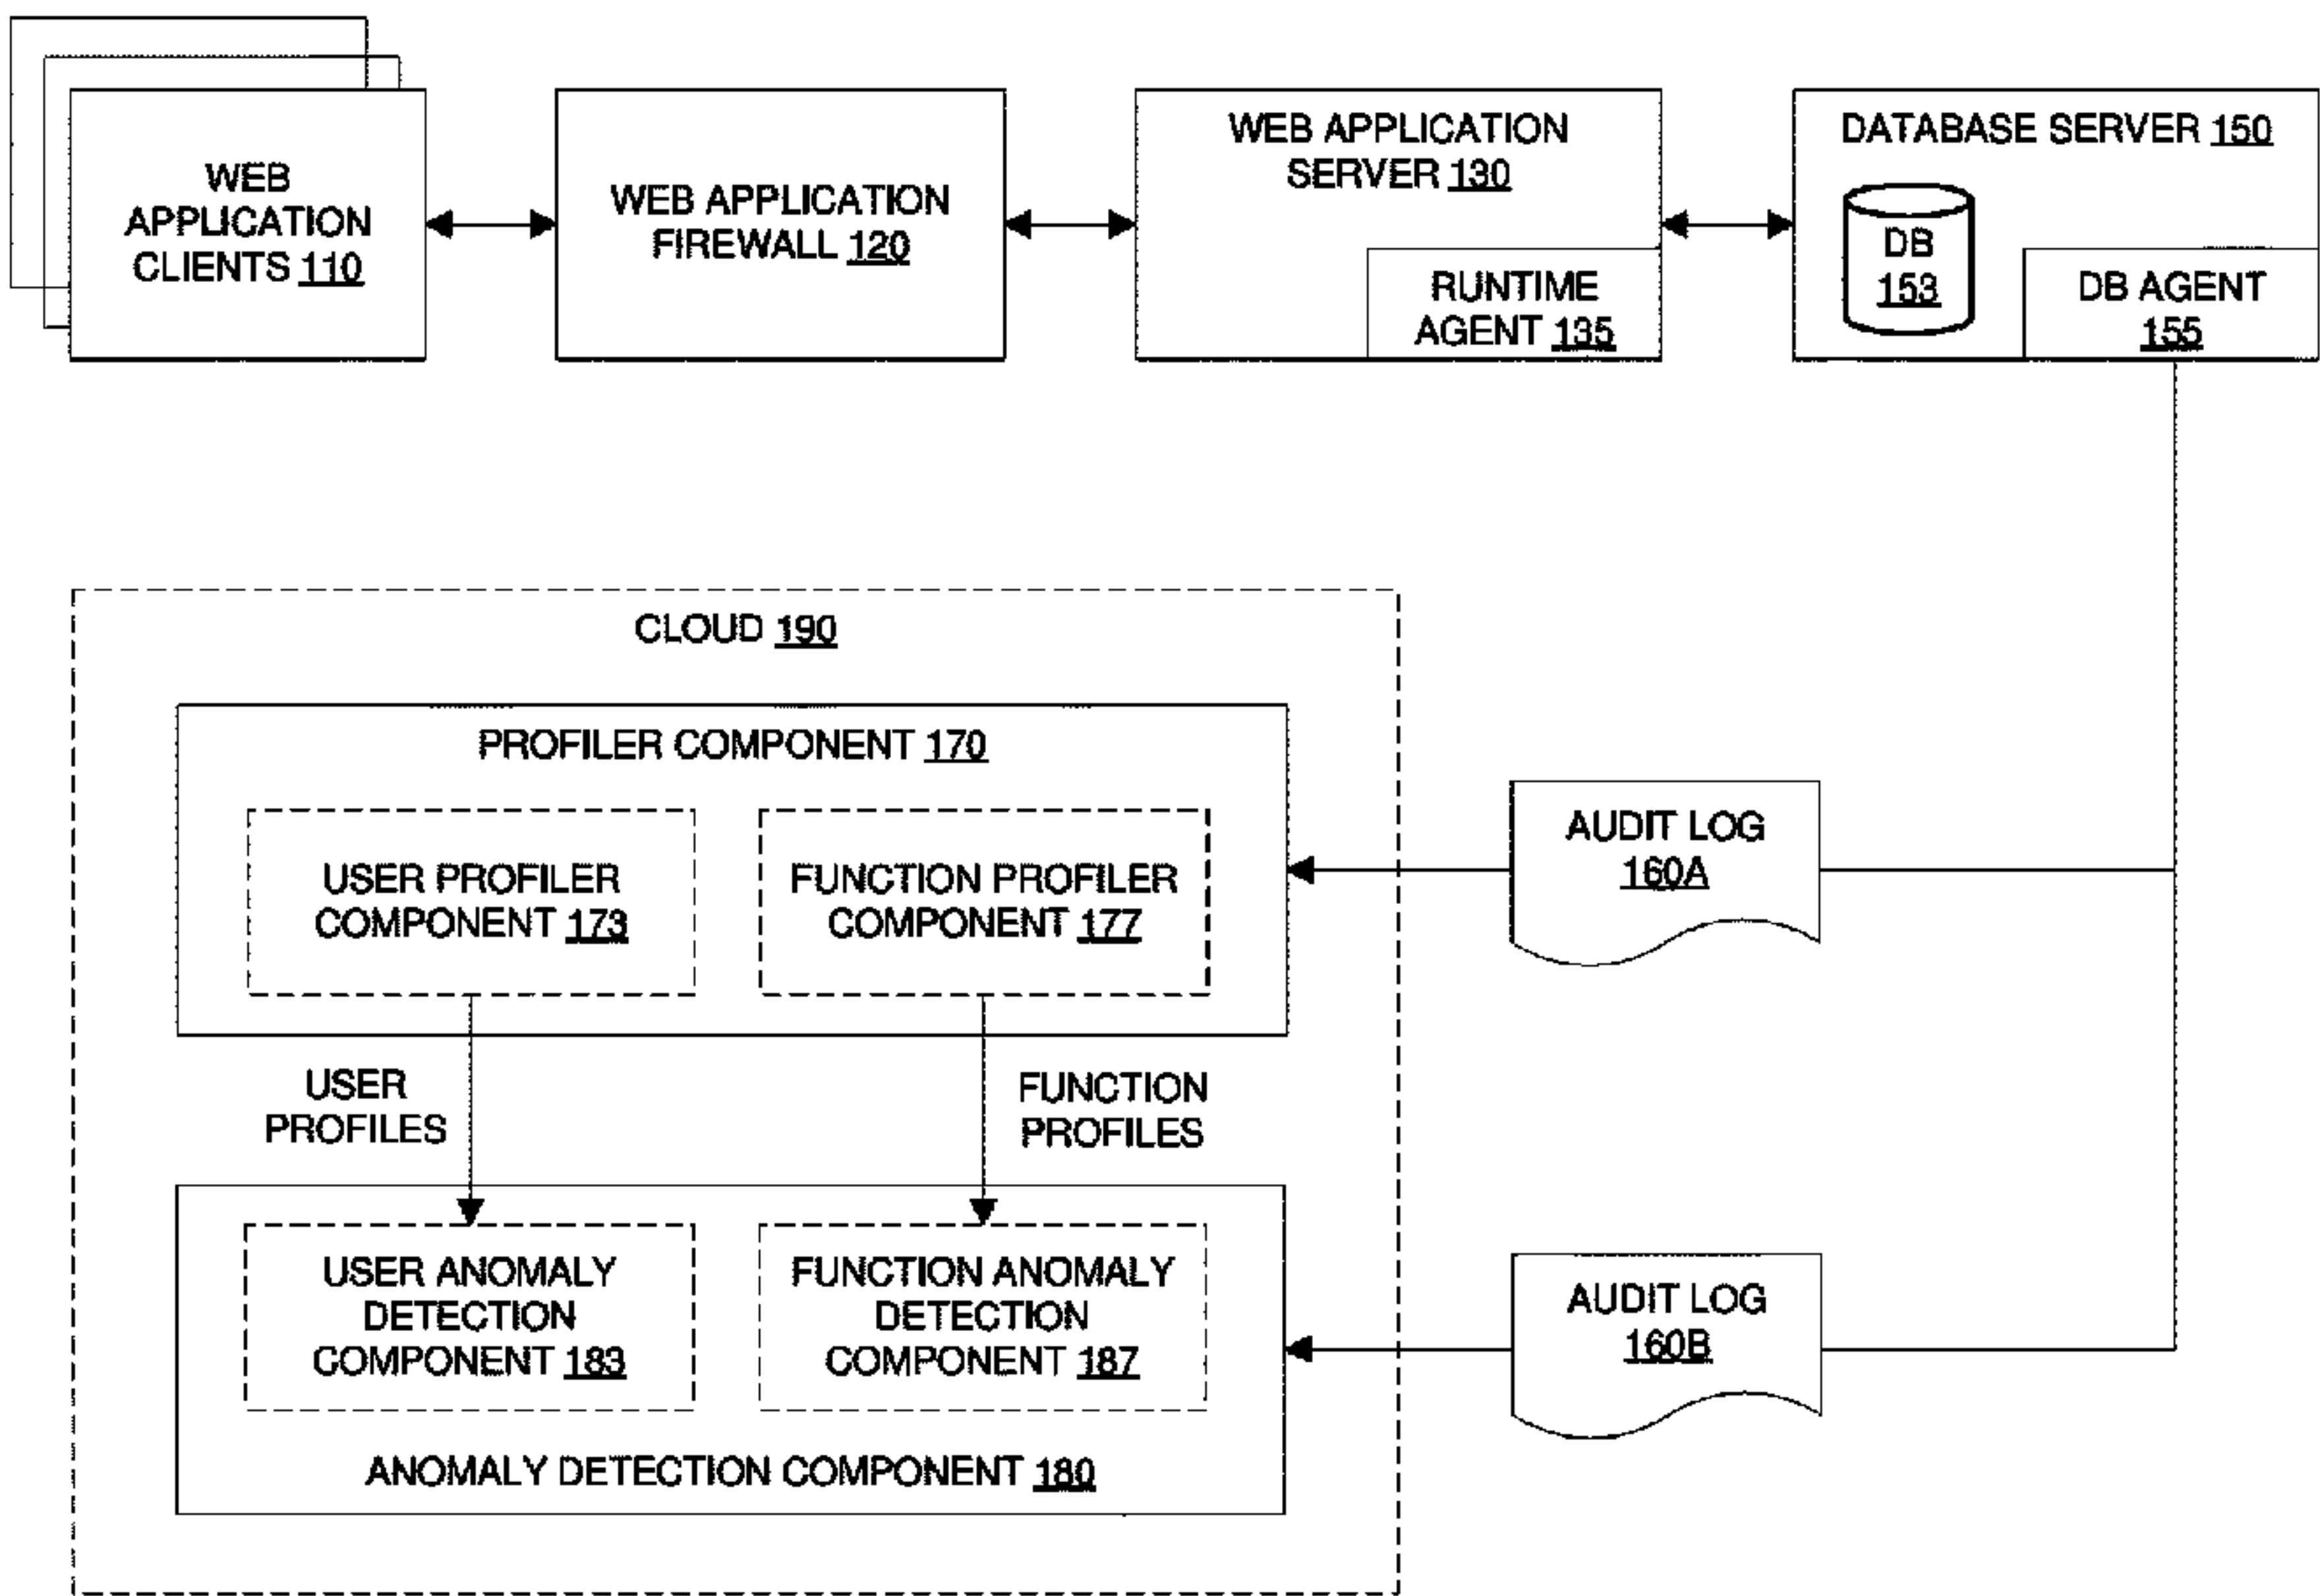 WEB
APPLICATION
CLIENTS 110
WEB APPLICATION
FIREWALL 120
WEB APPLICATION
SERVER 130
RUNTIME
AGENT 135
DATABASE SERVER 150
DB
153
DB AGENT
155
CLOUD 190
PROFILER COMPONENT 170
USER PROFILER
COMPONENT 173
FUNCTION PROFILER
COMPONENT 177
AUDIT LOG
160A
USER
PROFILES
FUNCTION
PROFILES
USER ANOMALY
DETECTION
COMPONENT 183
FUNCTION ANOMALY
DETECTION
COMPONENT 187
ANOMALY DETECTION COMPONENT 180
AUDIT LOG
160B